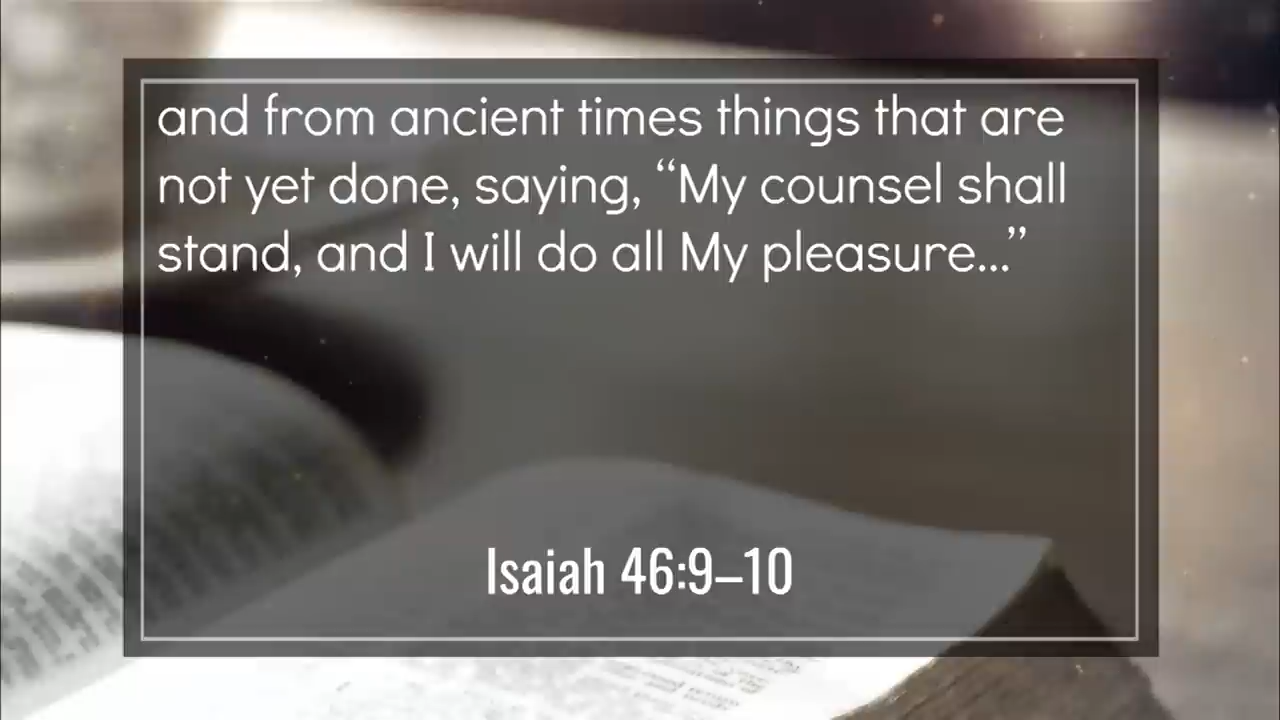 and from ancient times things that are
not yet done, saying, “My counsel shall
stand, and I will do all My pleasure...”
Isaiah 46:9–10